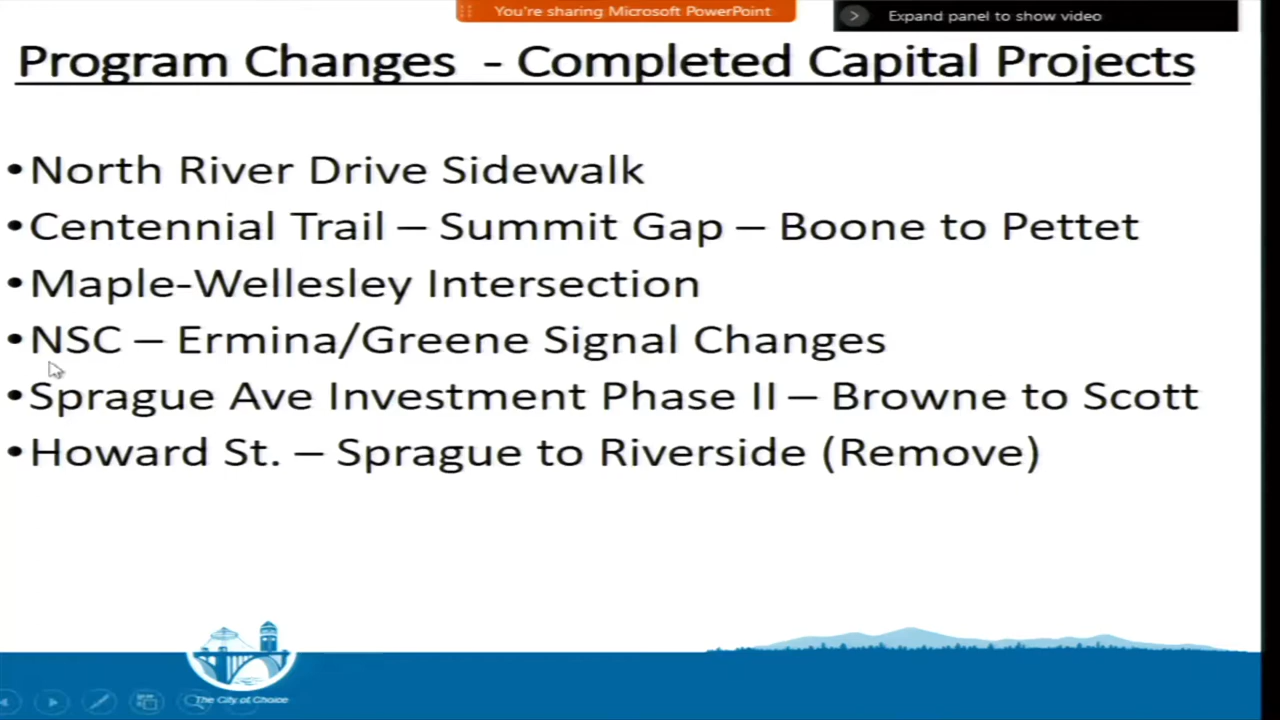 You're sharing Microsoft PowerPoint
Expand panel to show video
Program Changes - Completed Capital Projects
•North River Drive Sidewalk
•Centennial Trail – Summit Gap – Boone to Pettet
•Maple-Wellesley Intersection
•NSC – Ermina/Greene Signal Changes
•Sprague Ave Investment Phase II – Browne to Scott
•Howard St. – Sprague to Riverside (Remove)
The City of Choice